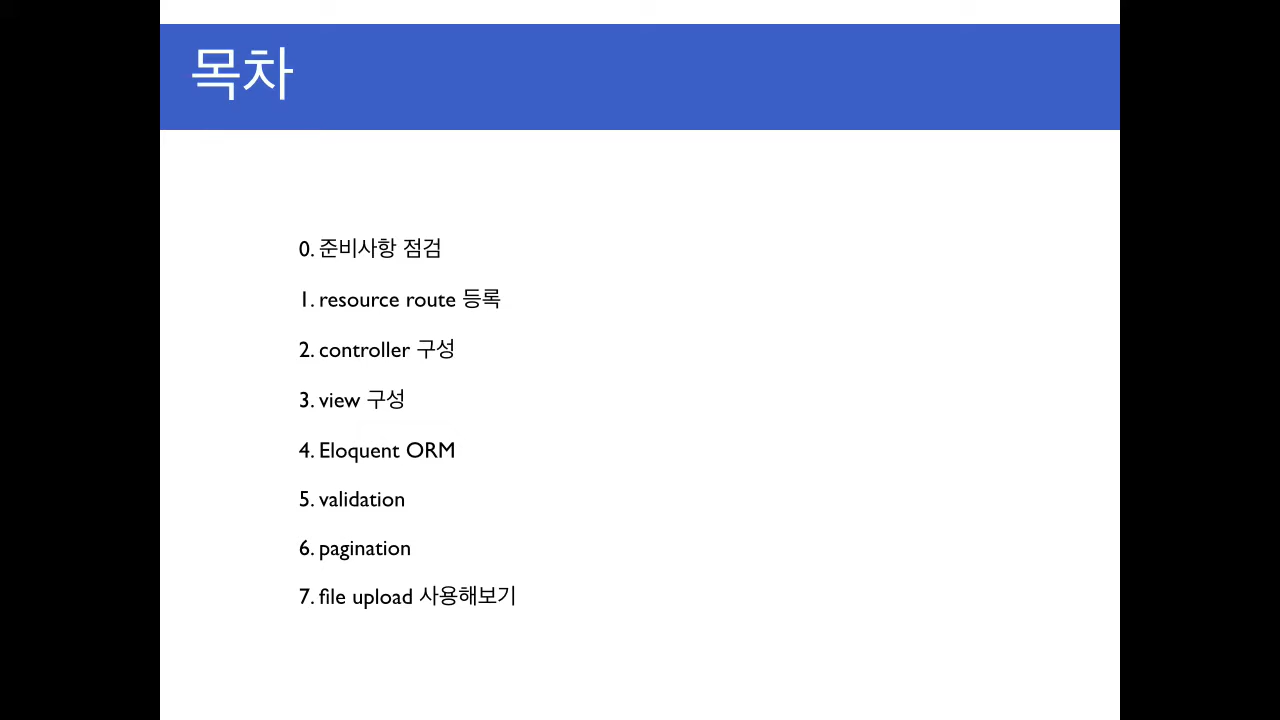 목차
0. 준비사항 점검
1. resource route 등록
2. controller 구성
3. view 구성
4. Eloquent ORM
5. validation
6. pagination
7. file upload 사용해보기